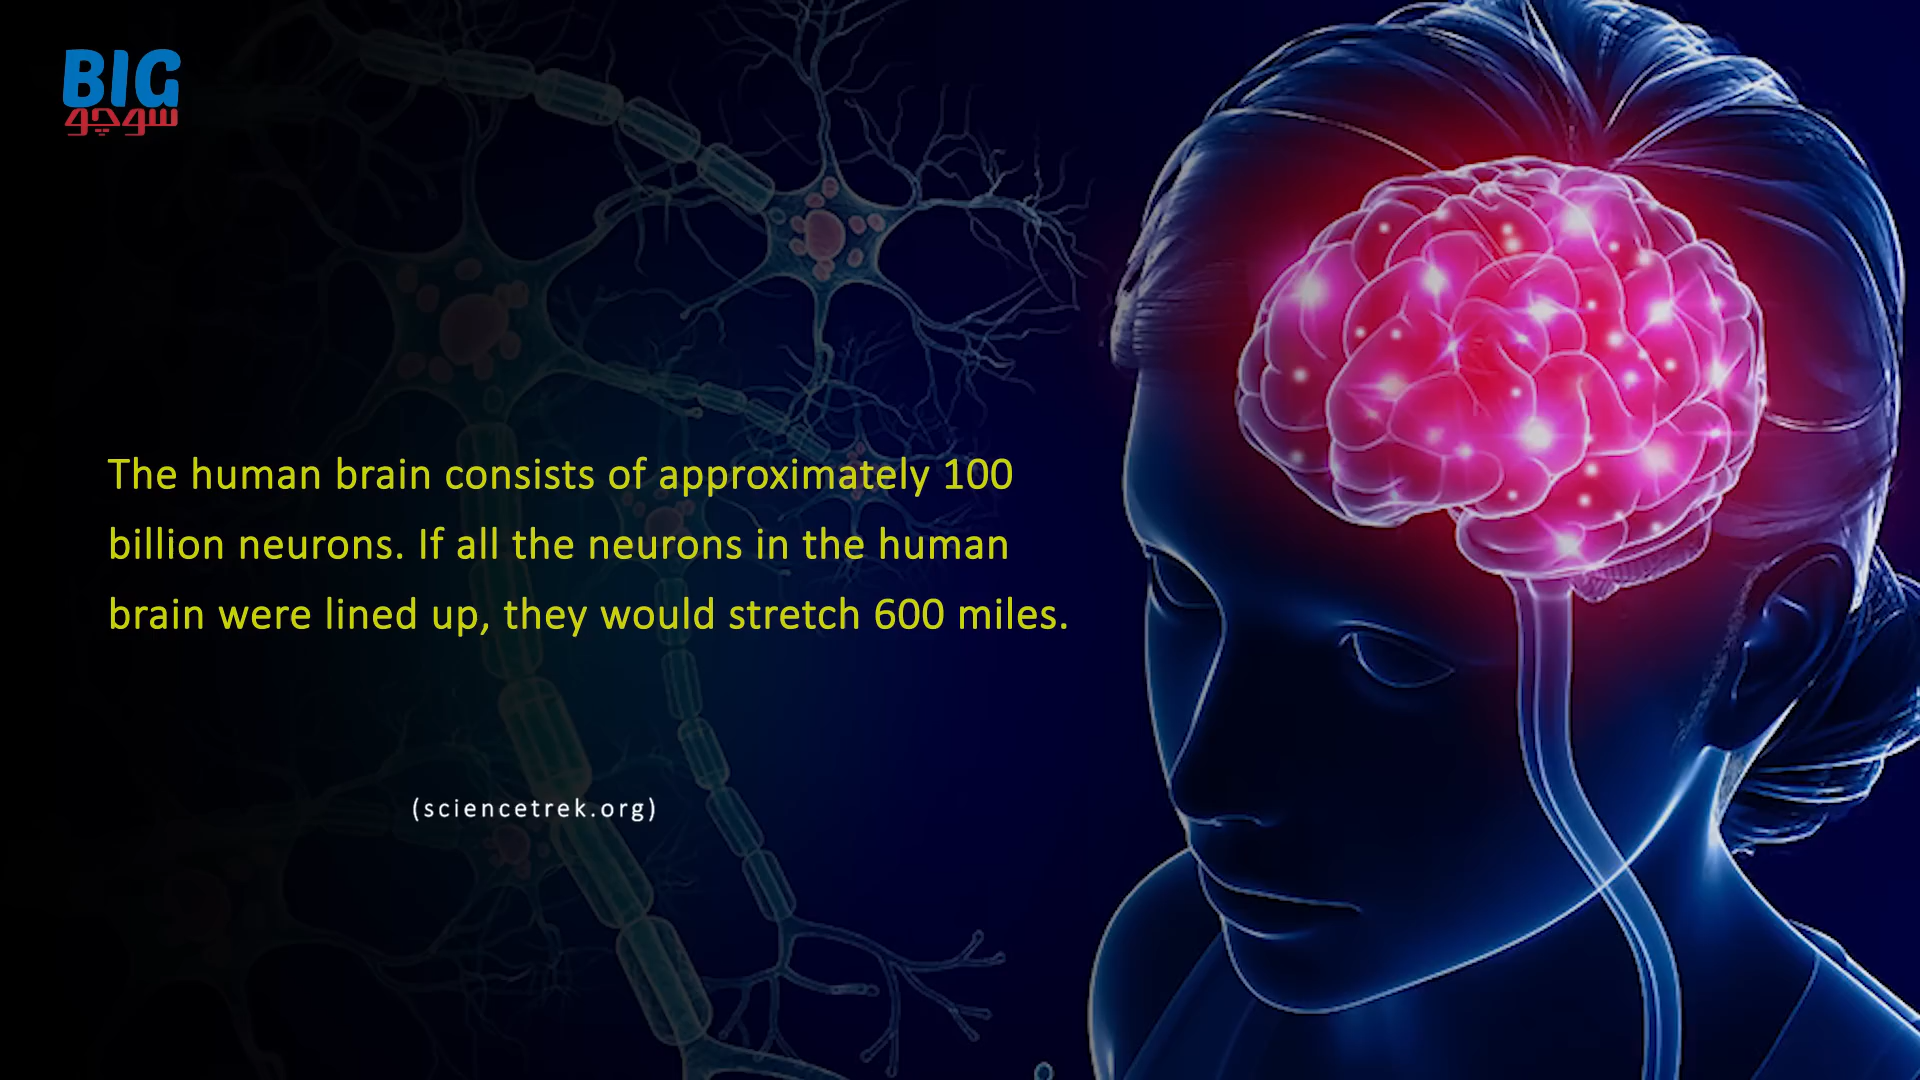 BIG
سوچو
The human brain consists of approximately 100
billion neurons. If all the neurons in the human
brain were lined up, they would stretch 600 miles.
(sciencetrek.org)